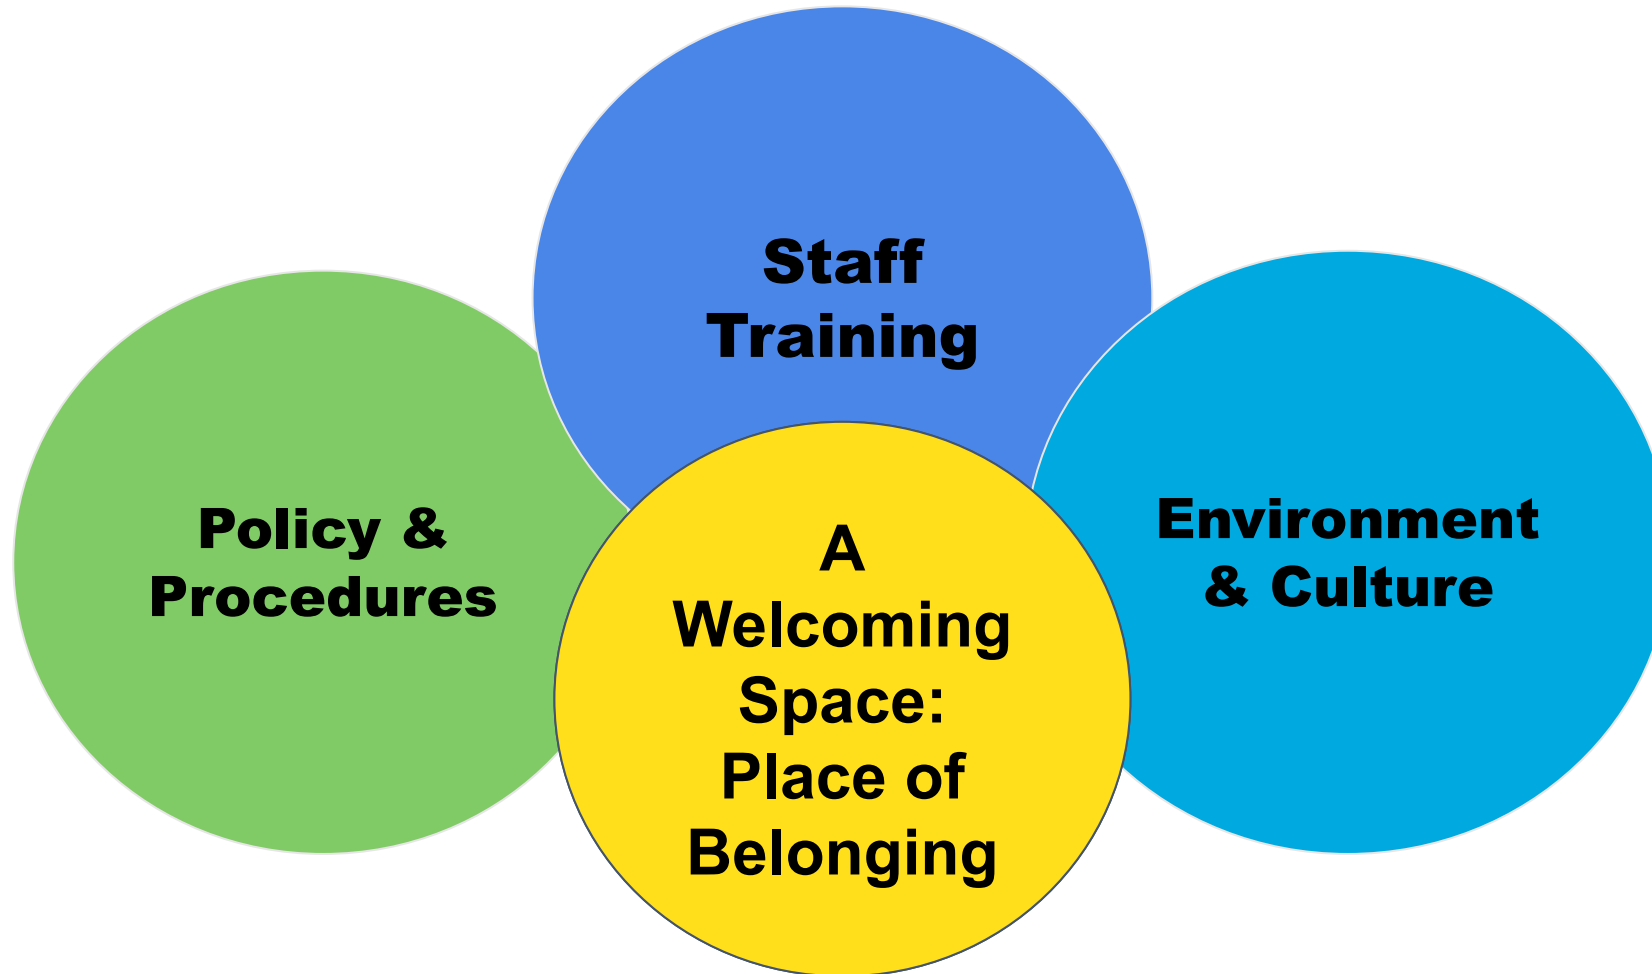 Staff
Training
Policy &
Procedures
A
Welcoming
Space:
Place of
Belonging
Environment
& Culture